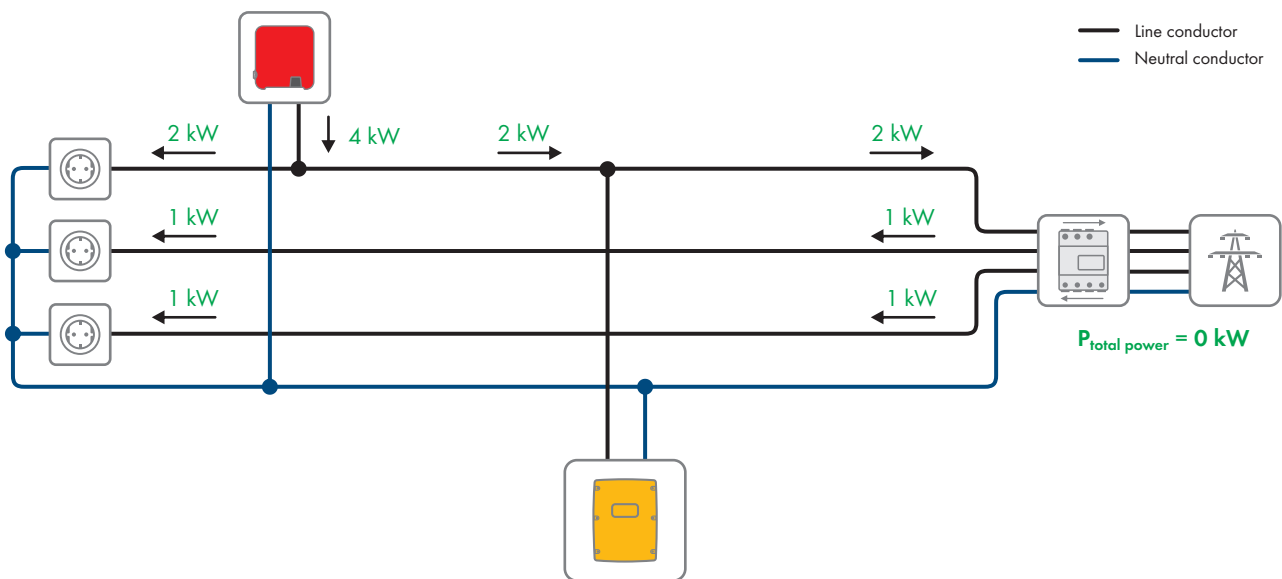 Line conductor
Neutral conductor
2 kW
4 kW
2 kW
2 kW
1 kW
1 kW
1 kW
1 kW
Ptotal power = 0 kW